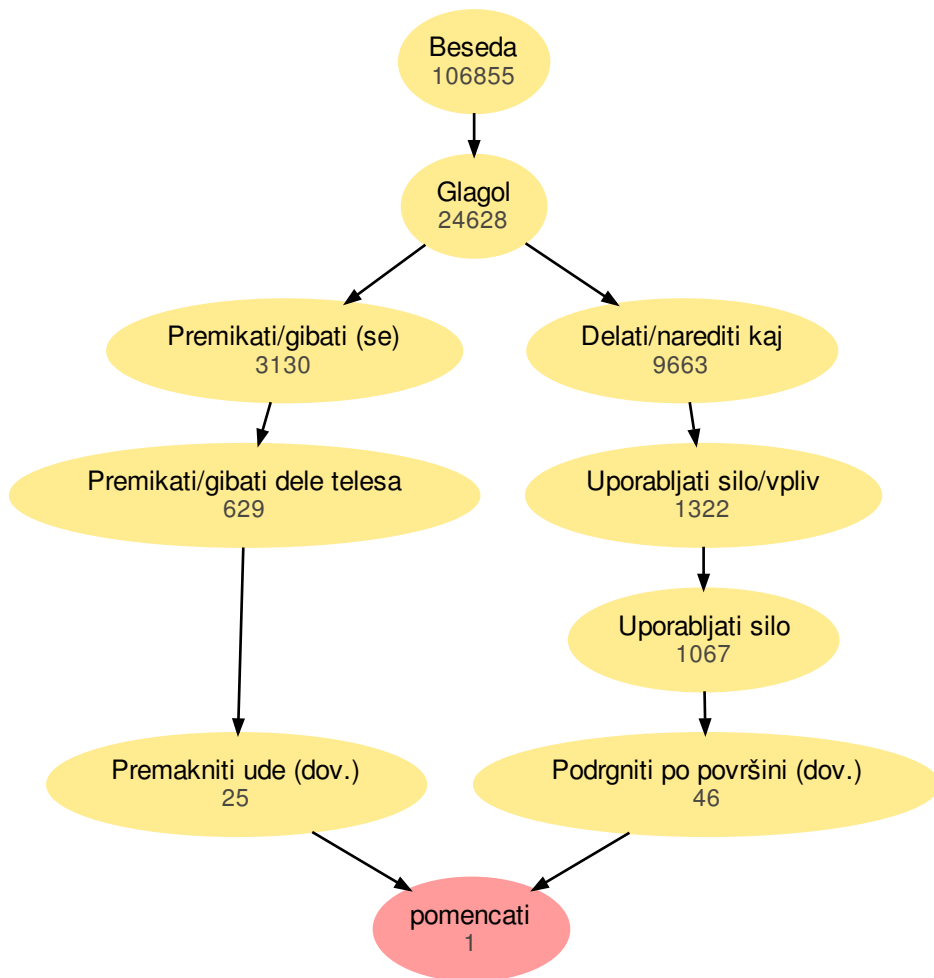 Beseda
106855
Glagol
24628
Premikati/gibati (se)
3130
Delati/narediti kaj
9663
Premikati/gibati dele telesa
629
Uporabljati silo/vpliv
1322
Uporabljati silo
1067
Premakniti ude (dov.)
25
Podrgniti po površini (dov.)
46
pomencati
1